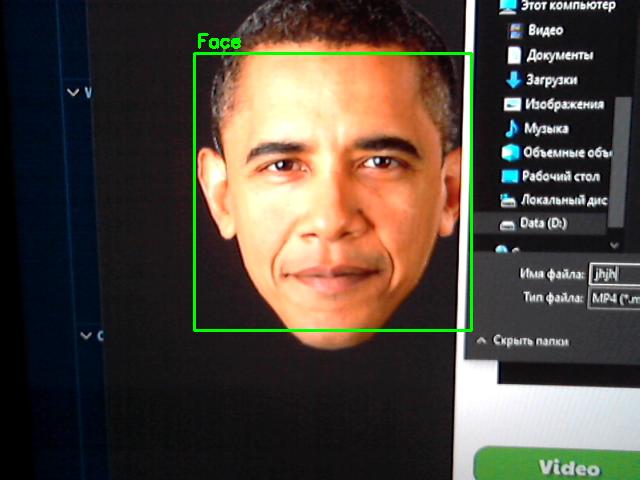 Face
Этот компьютер
Видео
Документы
Загрузки
Изображения
Музыка
Объемные объ
Рабочий стол
Локальный дис
Data (D:)
Имя файла: jhjh
Тип файла: MP4 (*.m
Скрыть папки
Video